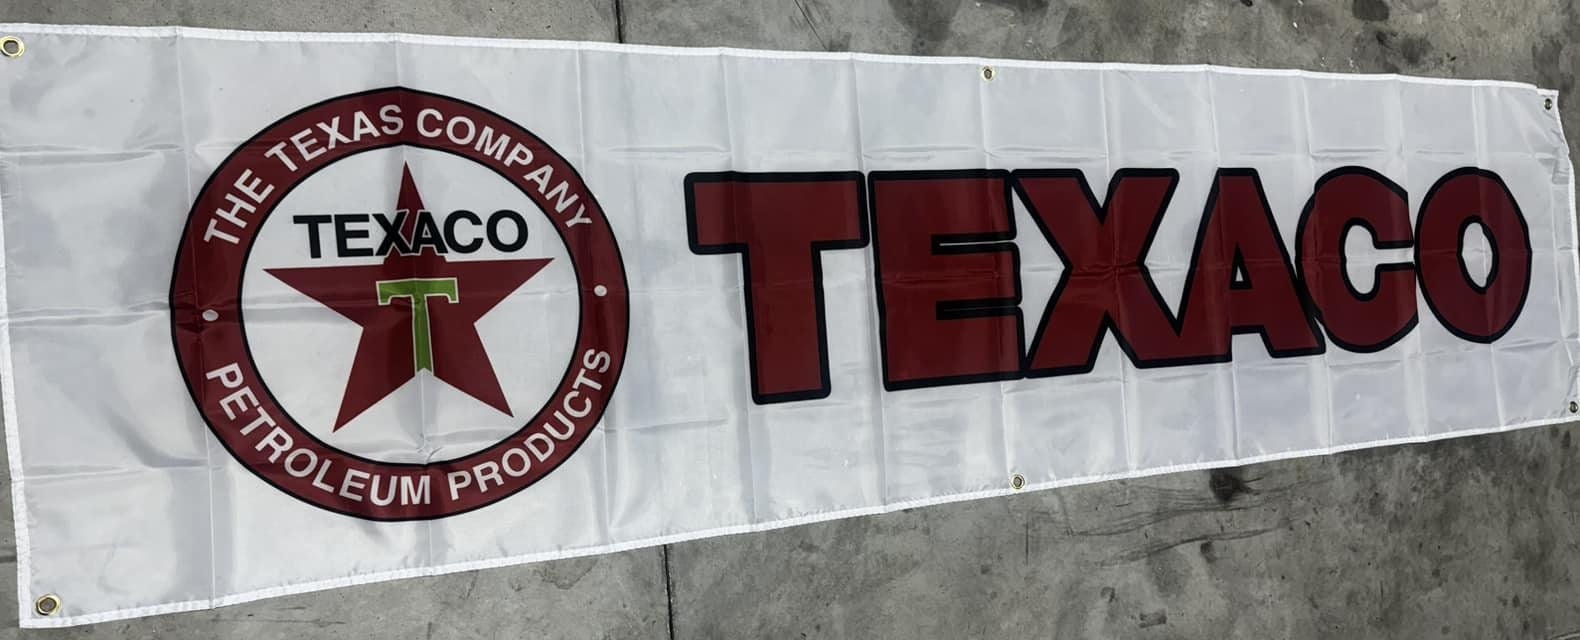 THE TEXAS COMPANY
TEXACO
T
PETROLEUM PRODUCTS
TEXACO